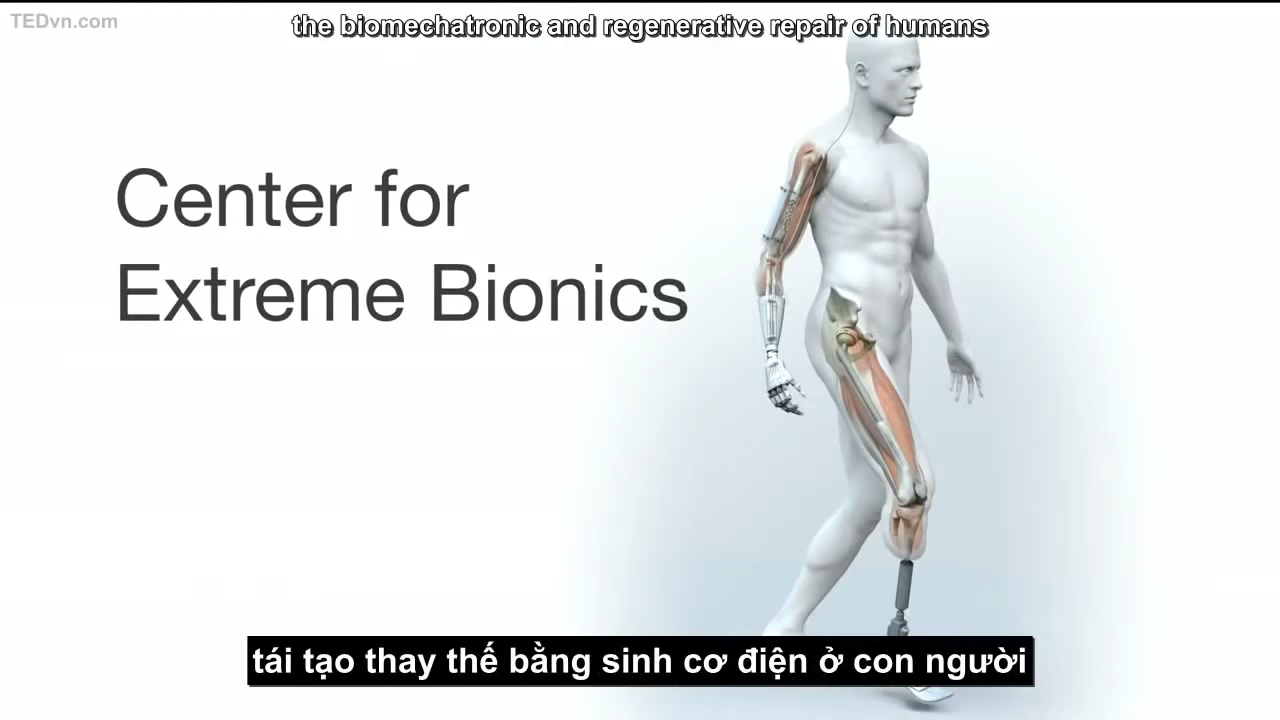 TEDvn.com
the biomechatronic and regenerative repair of humans
Center for
Extreme Bionics
tái tạo thay thế bằng sinh cơ điện ở con người